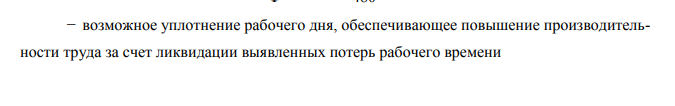 − возможное уплотнение рабочего дня, обеспечивающее повышение производитель-
ности труда за счет ликвидации выявленных потерь рабочего времени